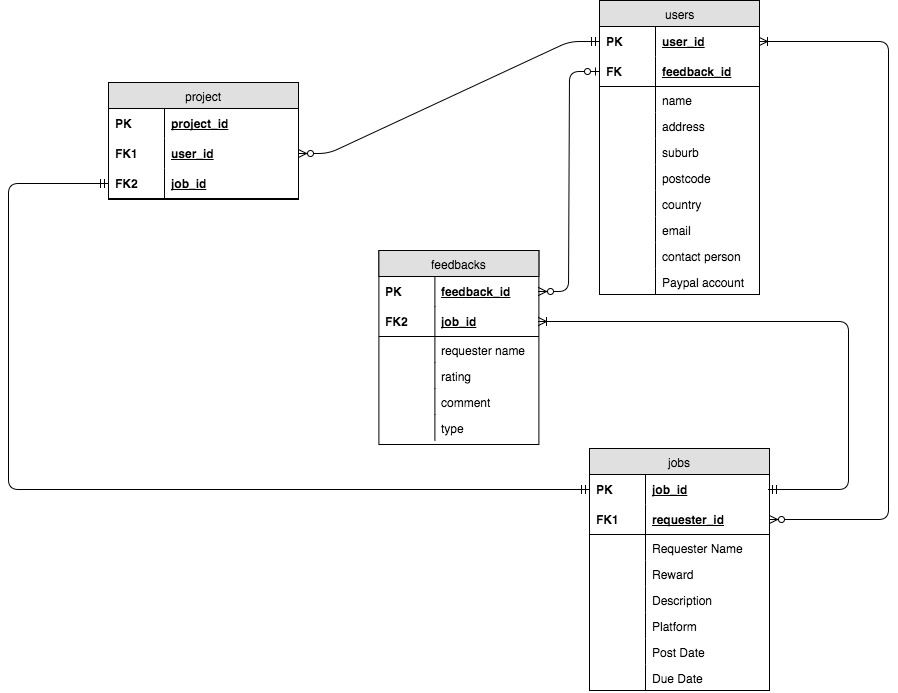 users
PK user_id
FK feedback_id
name
address
suburb
postcode
country
email
contact person
Paypal account
project
PK project_id
FK1 user_id
FK2 job_id
feedbacks
PK feedback_id
FK2 job_id
requester name
rating
comment
type
jobs
PK job_id
FK1 requester_id
Requester Name
Reward
Description
Platform
Post Date
Due Date